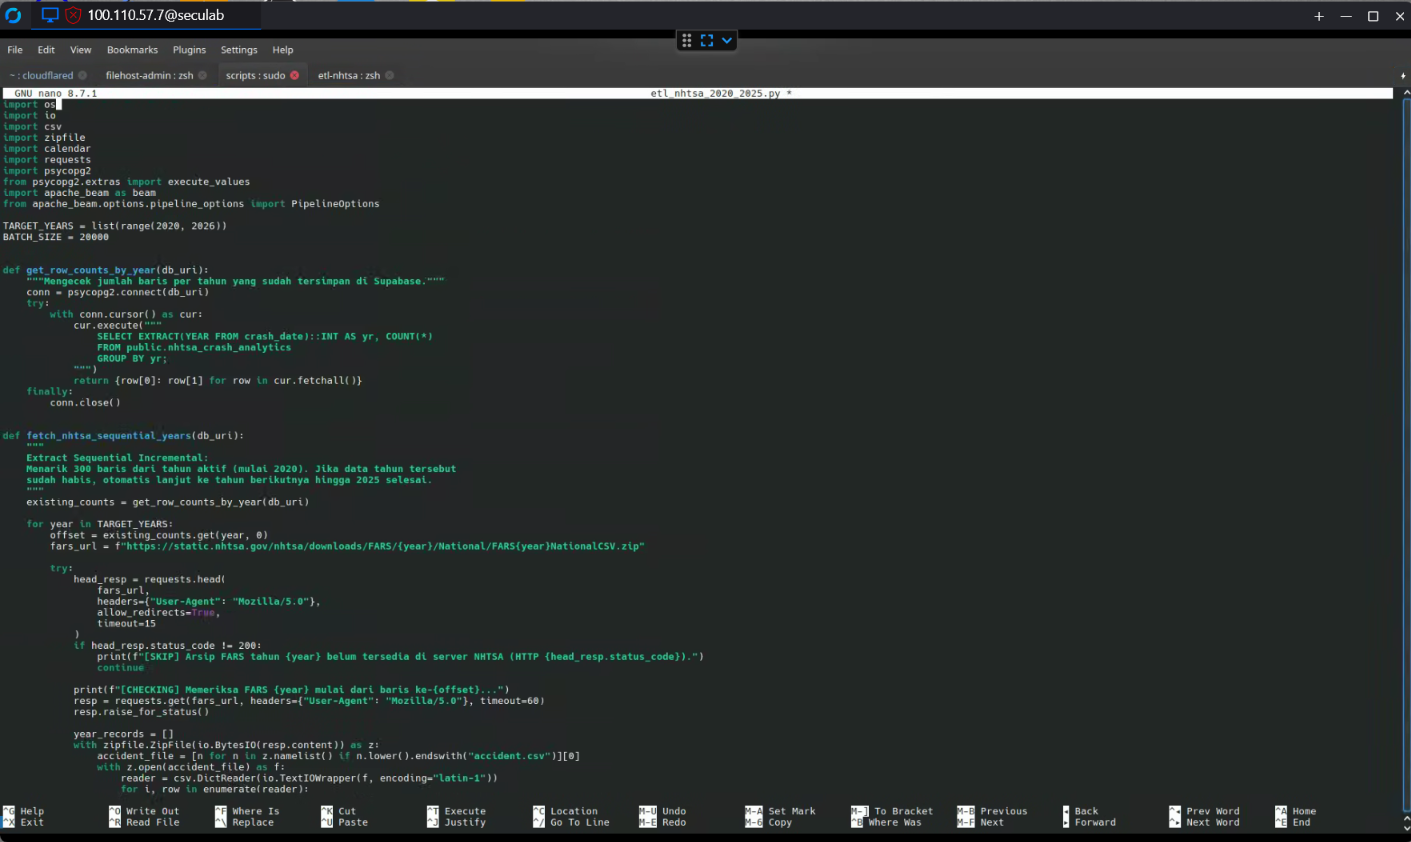 100.110.57.7@seculab
File Edit View Bookmarks Plugins Settings Help
~ : cloudflared filehost-admin : zsh scripts : sudo etl-nhtsa : zsh
GNU nano 8.7.1 etl_nhtsa_2020_2025.py *
import os
import io
import csv
import zipfile
import calendar
import requests
import psycopg2
from psycopg2.extras import execute_values
import apache_beam as beam
from apache_beam.options.pipeline_options import PipelineOptions

TARGET_YEARS = list(range(2020, 2026))
BATCH_SIZE = 20000


def get_row_counts_by_year(db_uri):
    """Mengecek jumlah baris per tahun yang sudah tersimpan di Supabase."""
    conn = psycopg2.connect(db_uri)
    try:
        with conn.cursor() as cur:
            cur.execute("""
                SELECT EXTRACT(YEAR FROM crash_date)::INT AS yr, COUNT(*)
                FROM public.nhtsa_crash_analytics
                GROUP BY yr;
            """)
            return {row[0]: row[1] for row in cur.fetchall()}
    finally:
        conn.close()


def fetch_nhtsa_sequential_years(db_uri):
    """
    Extract Sequential Incremental:
    Menarik 300 baris dari tahun aktif (mulai 2020). Jika data tahun tersebut
    sudah habis, otomatis lanjut ke tahun berikutnya hingga 2025 selesai.
    """
    existing_counts = get_row_counts_by_year(db_uri)

    for year in TARGET_YEARS:
        offset = existing_counts.get(year, 0)
        fars_url = f"https://static.nhtsa.gov/nhtsa/downloads/FARS/{year}/National/FARS{year}NationalCSV.zip"

        try:
            head_resp = requests.head(
                fars_url,
                headers={"User-Agent": "Mozilla/5.0"},
                allow_redirects=True,
                timeout=15
            )
            if head_resp.status_code != 200:
                print(f"[SKIP] Arsip FARS tahun {year} belum tersedia di server NHTSA (HTTP {head_resp.status_code}).")
                continue

            print(f"[CHECKING] Memeriksa FARS {year} mulai dari baris ke-{offset}...")
            resp = requests.get(fars_url, headers={"User-Agent": "Mozilla/5.0"}, timeout=60)
            resp.raise_for_status()

            year_records = []
            with zipfile.ZipFile(io.BytesIO(resp.content)) as z:
                accident_file = [n for n in z.namelist() if n.lower().endswith("accident.csv")][0]
                with z.open(accident_file) as f:
                    reader = csv.DictReader(io.TextIOWrapper(f, encoding="latin-1"))
                    for i, row in enumerate(reader):
^G Help ^O Write Out ^F Where Is ^K Cut ^T Execute ^C Location M-U Undo M-A Set Mark M-] To Bracket M-B Previous ◂ Back ^◂ Prev Word ^A Home
^X Exit ^R Read File ^\ Replace ^U Paste ^J Justify ^/ Go To Line M-E Redo M-6 Copy ^B Where Was M-F Next ▸ Forward ^▸ Next Word ^E End